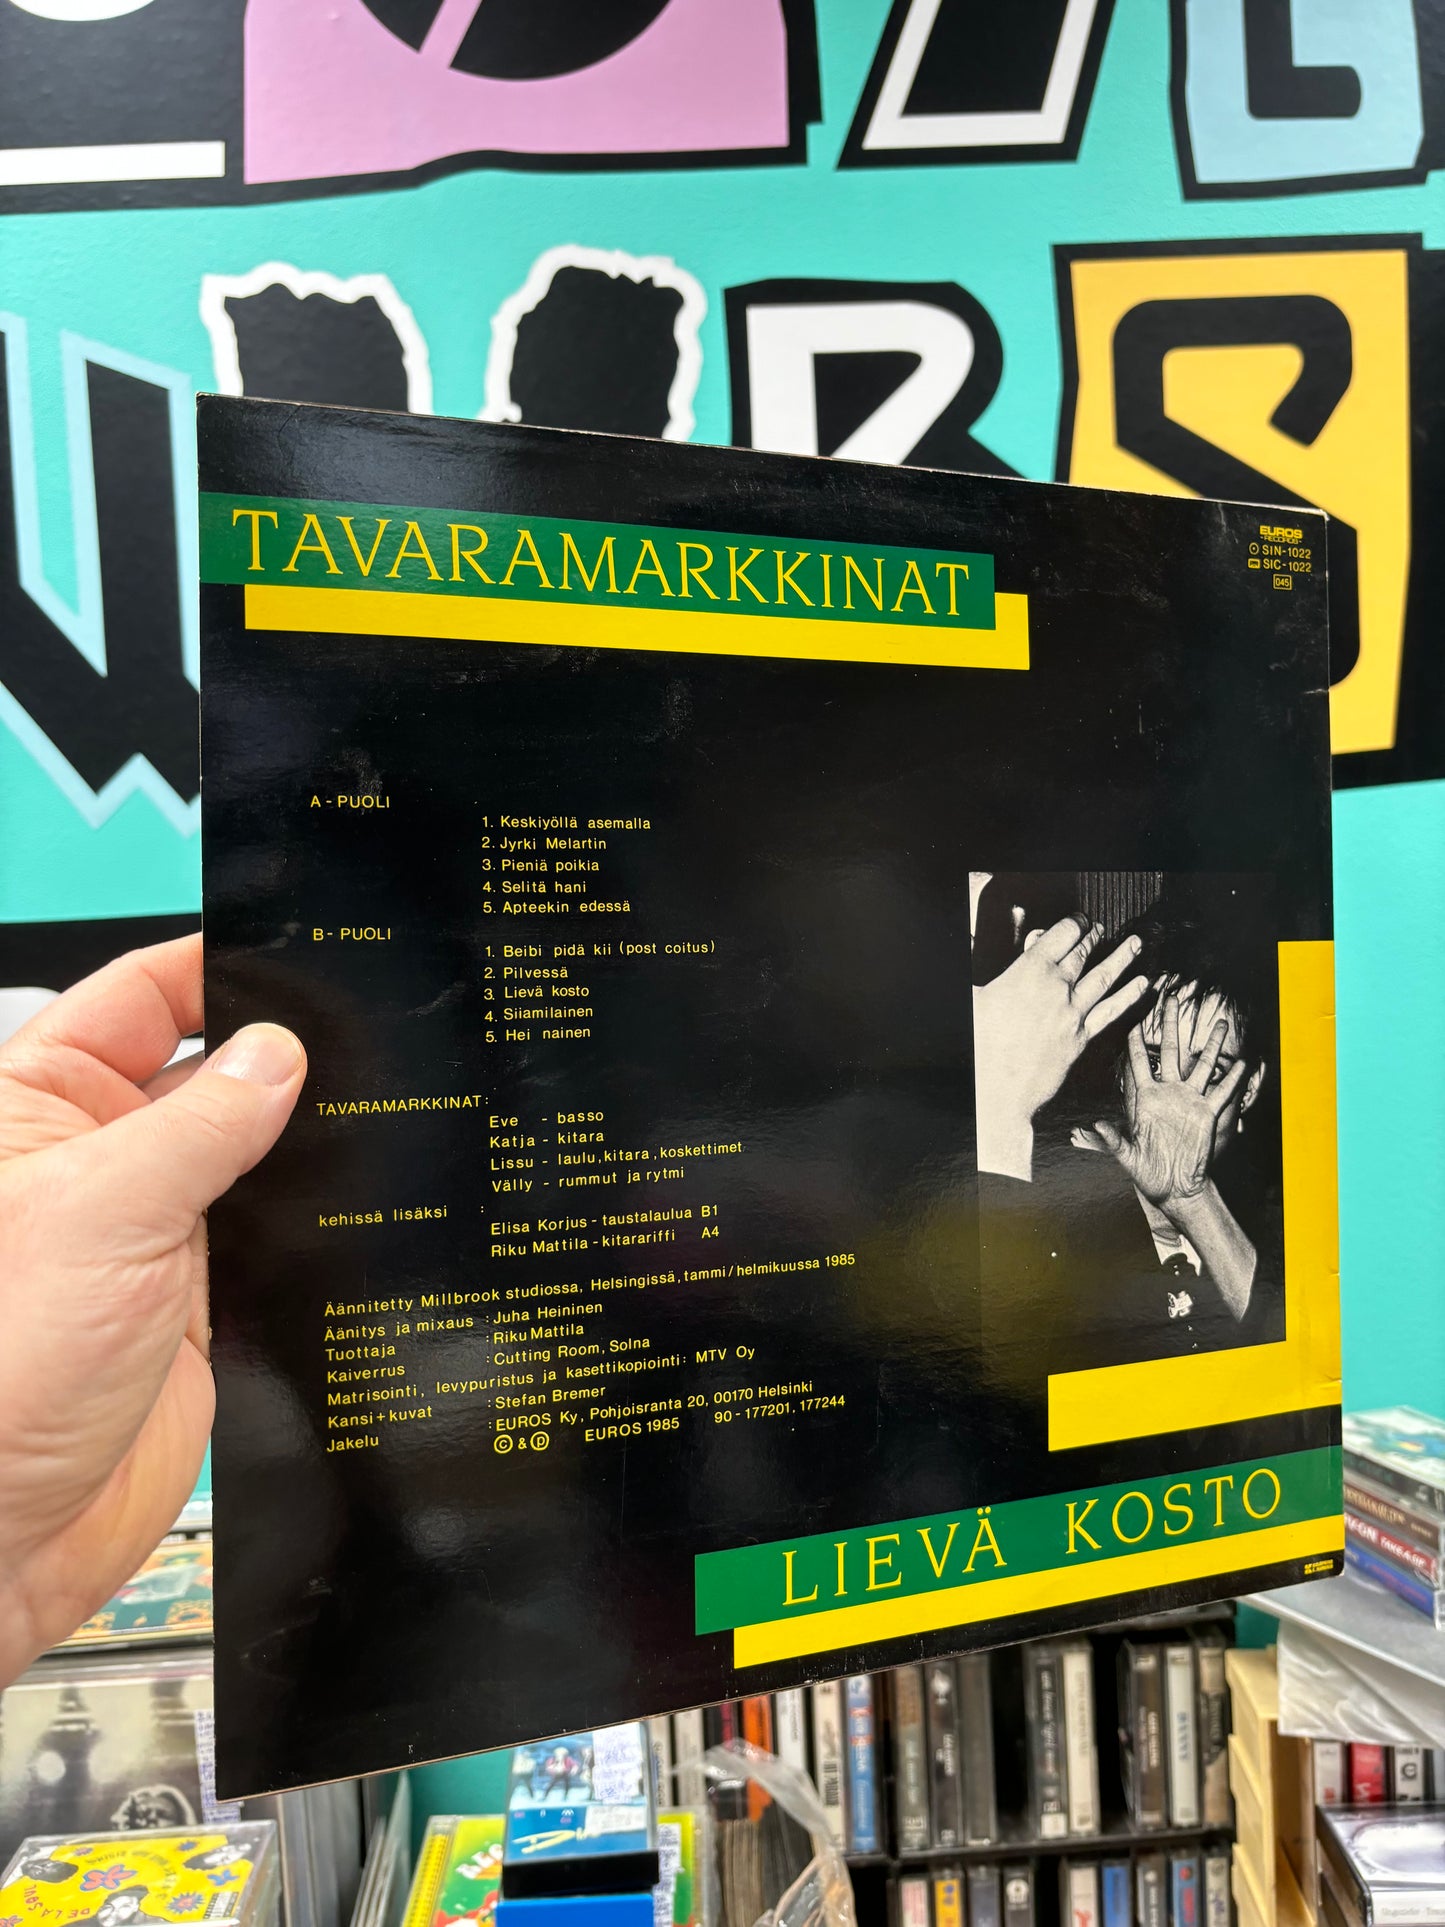 TAVARAMARKKINAT
EUROS
RECORDS
SIN-1022
SIC-1022
045
A - PUOLI
1. Keskiyöllä asemalla
2. Jyrki Melartin
3. Pieniä poikia
4. Selitä hani
5. Apteekin edessä
B - PUOLI
1. Beibi pidä kii (post coitus)
2. Pilvessä
3. Lievä kosto
4. Siiamilainen
5. Hei nainen
TAVARAMARKKINAT:
Eve - basso
Katja - kitara
Lissu - laulu, kitara, koskettimet
Välly - rummut ja rytmi
kehissä lisäksi :
Elisa Korjus - taustalaulua B1
Riku Mattila - kitarariffi A4
Äännitetty Millbrook studiossa, Helsingissä, tammi/helmikuussa 1985
Äänitys ja mixaus : Juha Heininen
Tuottaja : Riku Mattila
Kaiverrus : Cutting Room, Solna
Matrisointi, levypuristus ja kasettikopiointi: MTV Oy
Kansi + kuvat : Stefan Bremer
Jakelu : EUROS Ky, Pohjoisranta 20, 00170 Helsinki
© & ℗ EUROS 1985 90 - 177201, 177244
LIEVÄ KOSTO